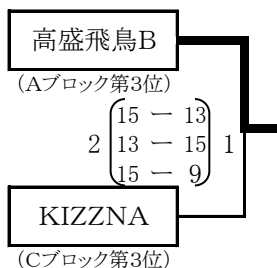 高盛飛鳥B
（Aブロック第3位）
15 ー 13
2 13 ー 15 1
15 ー 9
KIZZNA
（Cブロック第3位）